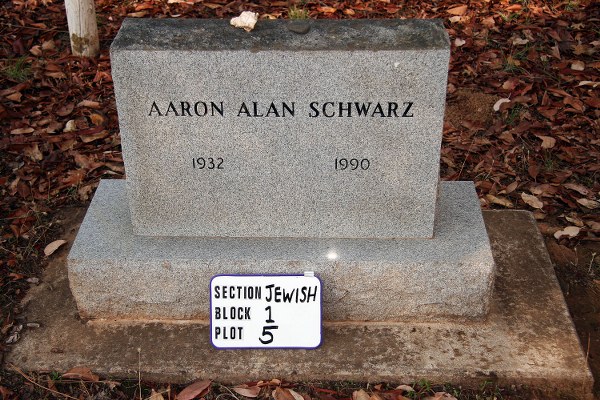 AARON ALAN SCHWARZ
1932 1990
SECTION JEWISH
BLOCK 1
PLOT 5